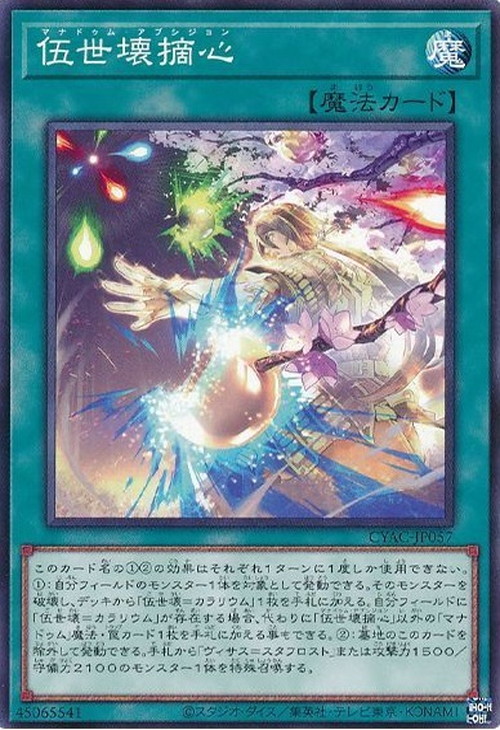 マナドゥム アブシジョン
伍世壊摘心
魔
【魔法カード】
CYAC-JP057
このカード名の①②の効果はそれぞれ1ターンに1度しか使用できない。
①:自分フィールドのモンスター1体を対象として発動できる。そのモンスターを
破壊し、デッキから「伍世壊=カラリウム」1枚を手札に加える。自分フィールドに
「伍世壊=カラリウム」が存在する場合、代わりに「伍世壊摘心」以外の「マナ
ドゥム」魔法・罠カード1枚を手札に加える事もできる。②:墓地のこのカードを
除外して発動できる。手札から「ヴィサス=スタフロスト」または攻撃力1500/
守備力2100のモンスター1体を特殊召喚する。
45065541
©スタジオ・ダイス/集英社・テレビ東京・KONAMI